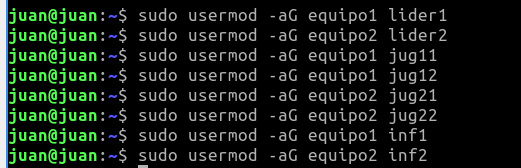 juan@juan:~$ sudo usermod -aG equipo1 lider1
juan@juan:~$ sudo usermod -aG equipo2 lider2
juan@juan:~$ sudo usermod -aG equipo1 jug11
juan@juan:~$ sudo usermod -aG equipo1 jug12
juan@juan:~$ sudo usermod -aG equipo2 jug21
juan@juan:~$ sudo usermod -aG equipo2 jug22
juan@juan:~$ sudo usermod -aG equipo1 inf1
juan@juan:~$ sudo usermod -aG equipo2 inf2